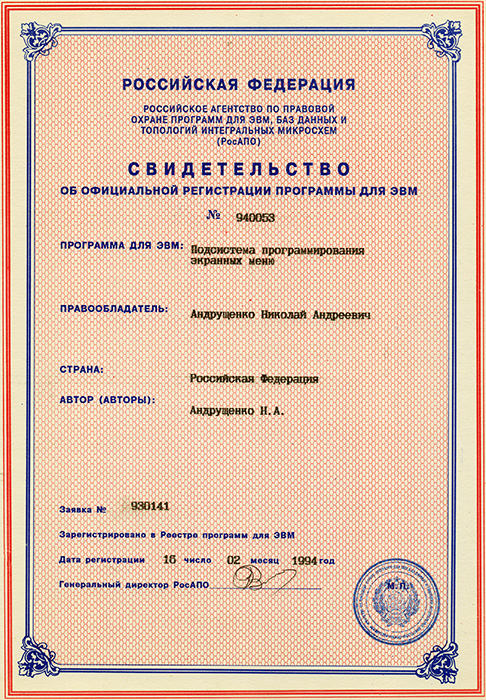 РОССИЙСКАЯ ФЕДЕРАЦИЯ
РОССИЙСКОЕ АГЕНТСТВО ПО ПРАВОВОЙ
ОХРАНЕ ПРОГРАММ ДЛЯ ЭВМ, БАЗ ДАННЫХ И
ТОПОЛОГИЙ ИНТЕГРАЛЬНЫХ МИКРОСХЕМ
(РосАПО)
СВИДЕТЕЛЬСТВО
ОБ ОФИЦИАЛЬНОЙ РЕГИСТРАЦИИ ПРОГРАММЫ ДЛЯ ЭВМ
№ 940053
ПРОГРАММА ДЛЯ ЭВМ: Подсистема программирования
экранных меню
ПРАВООБЛАДАТЕЛЬ: Андрущенко Николай Андреевич
СТРАНА: Российская Федерация
АВТОР (АВТОРЫ): Андрущенко Н.А.
Заявка № 930141
Зарегистрировано в Реестре программ для ЭВМ
Дата регистрации 16 число 02 месяц 1994 год
Генеральный директор РосАПО
М.П.